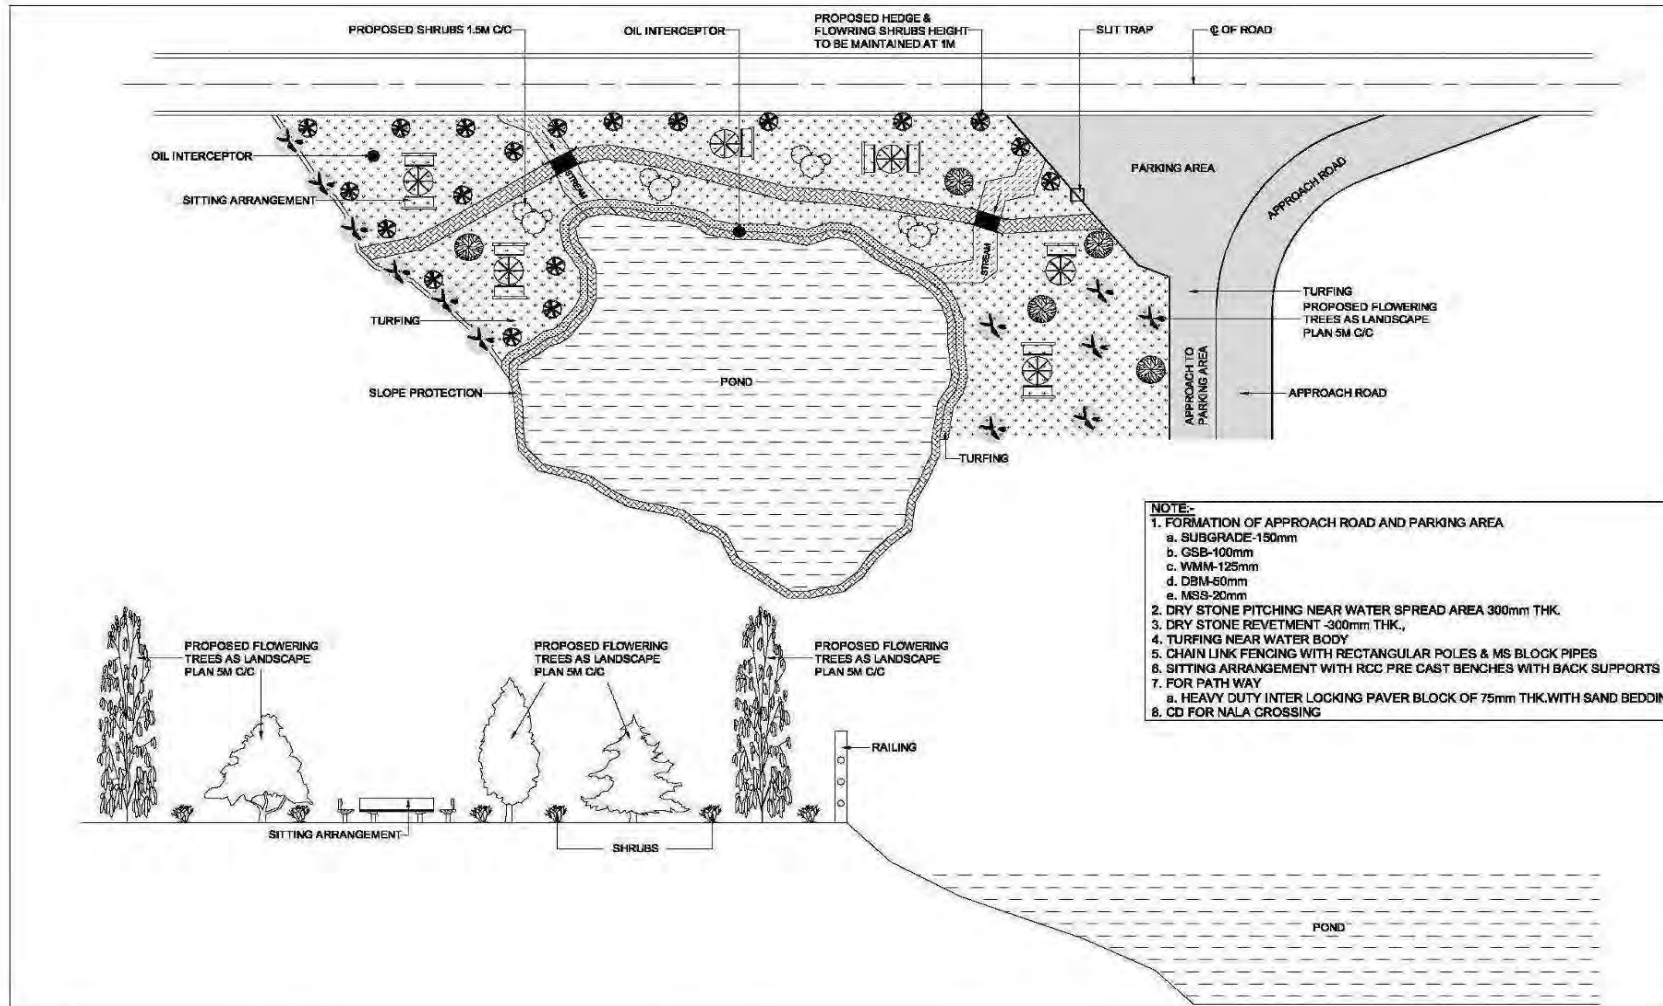 PROPOSED SHRUBS 1.5M C/C
OIL INTERCEPTOR
PROPOSED HEDGE &
FLOWRING SHRUBS HEIGHT
TO BE MAINTAINED AT 1M
SLIT TRAP
℄ OF ROAD
OIL INTERCEPTOR
SITTING ARRANGEMENT
STREAM
STREAM
PARKING AREA
APPROACH ROAD
TURFING
TURFING
PROPOSED FLOWERING
TREES AS LANDSCAPE
PLAN 5M C/C
SLOPE PROTECTION
POND
APPROACH TO
PARKING AREA
APPROACH ROAD
TURFING
NOTE:-
1. FORMATION OF APPROACH ROAD AND PARKING AREA
a. SUBGRADE-150mm
b. GSB-100mm
c. WMM-125mm
d. DBM-50mm
e. MSS-20mm
2. DRY STONE PITCHING NEAR WATER SPREAD AREA 300mm THK.
3. DRY STONE REVETMENT -300mm THK.,
4. TURFING NEAR WATER BODY
5. CHAIN LINK FENCING WITH RECTANGULAR POLES & MS BLOCK PIPES
6. SITTING ARRANGEMENT WITH RCC PRE CAST BENCHES WITH BACK SUPPORTS
7. FOR PATH WAY
a. HEAVY DUTY INTER LOCKING PAVER BLOCK OF 75mm THK.WITH SAND BEDDIN
8. CD FOR NALA CROSSING
PROPOSED FLOWERING
TREES AS LANDSCAPE
PLAN 5M C/C
PROPOSED FLOWERING
TREES AS LANDSCAPE
PLAN 5M C/C
PROPOSED FLOWERING
TREES AS LANDSCAPE
PLAN 5M C/C
RAILING
SITTING ARRANGEMENT
SHRUBS
POND